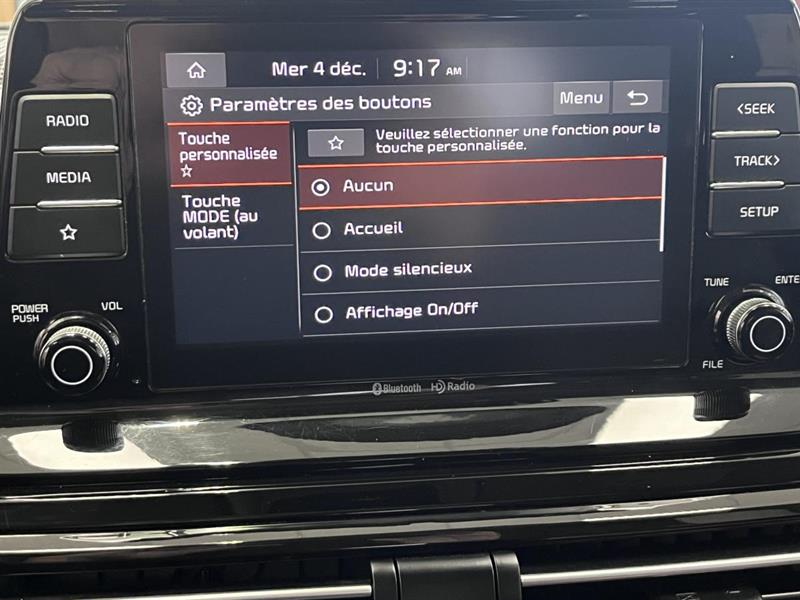 Mer 4 déc. 9:17 AM
Paramètres des boutons
Menu
Touche
personnalisée
Veuillez sélectionner une fonction pour la
touche personnalisée.
Touche
MODE (au
volant)
Aucun
Accueil
Mode silencieux
Affichage On/Off
RADIO
MEDIA
POWER
PUSH
VOL
<SEEK
TRACK>
SETUP
TUNE
ENTE
FILE
Bluetooth
HD Radio